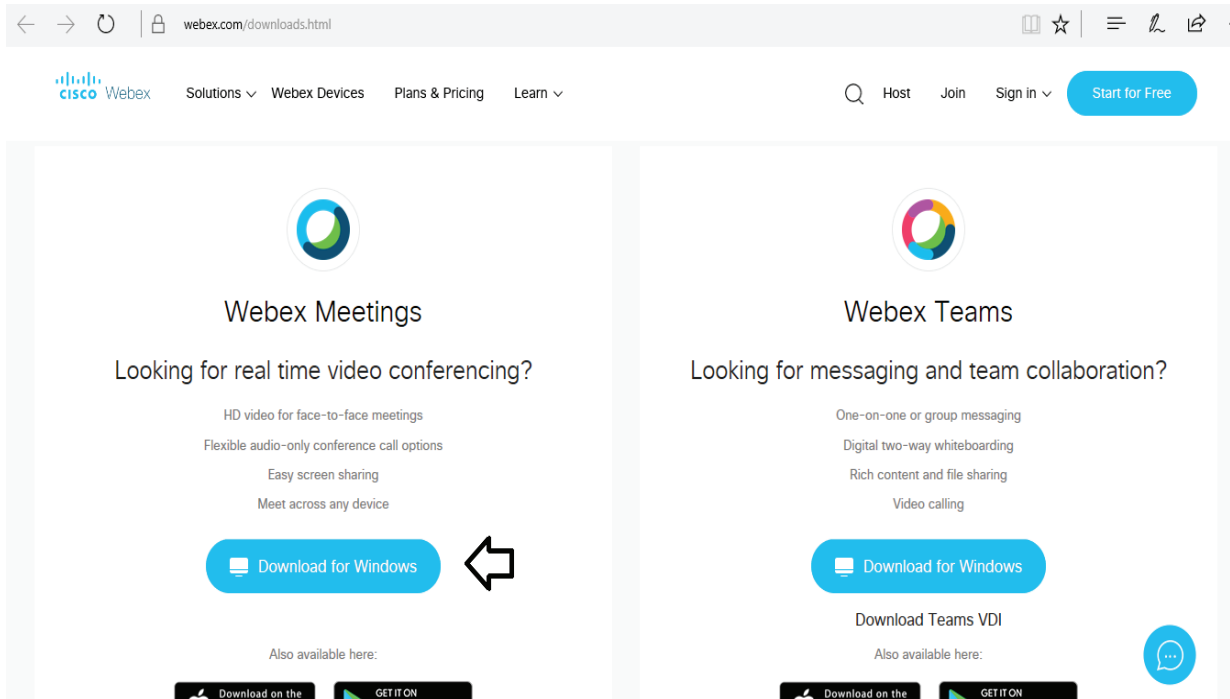 webex.com/downloads.html
CISCO Webex Solutions Webex Devices Plans & Pricing Learn Host Join Sign in Start for Free
Webex Meetings
Looking for real time video conferencing?
HD video for face-to-face meetings
Flexible audio-only conference call options
Easy screen sharing
Meet across any device
Download for Windows
Also available here:
Download on the
GET IT ON
Webex Teams
Looking for messaging and team collaboration?
One-on-one or group messaging
Digital two-way whiteboarding
Rich content and file sharing
Video calling
Download for Windows
Download Teams VDI
Also available here:
Download on the
GET IT ON